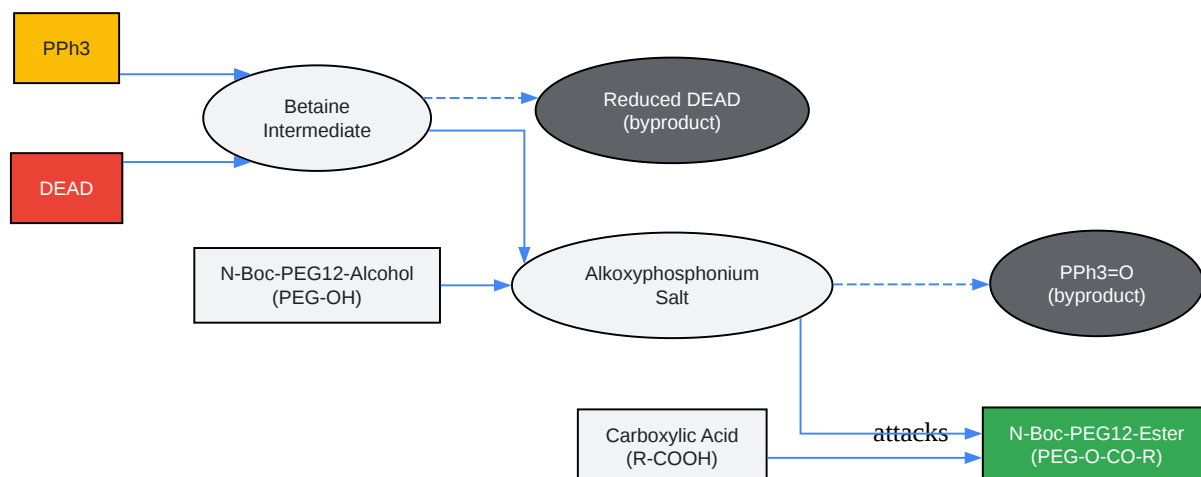 PPh3
DEAD
Betaine
Intermediate
Reduced DEAD
(byproduct)
N-Boc-PEG12-Alcohol
(PEG-OH)
Alkoxyphosphonium
Salt
PPh3=O
(byproduct)
Carboxylic Acid
(R-COOH)
attacks
N-Boc-PEG12-Ester
(PEG-O-CO-R)